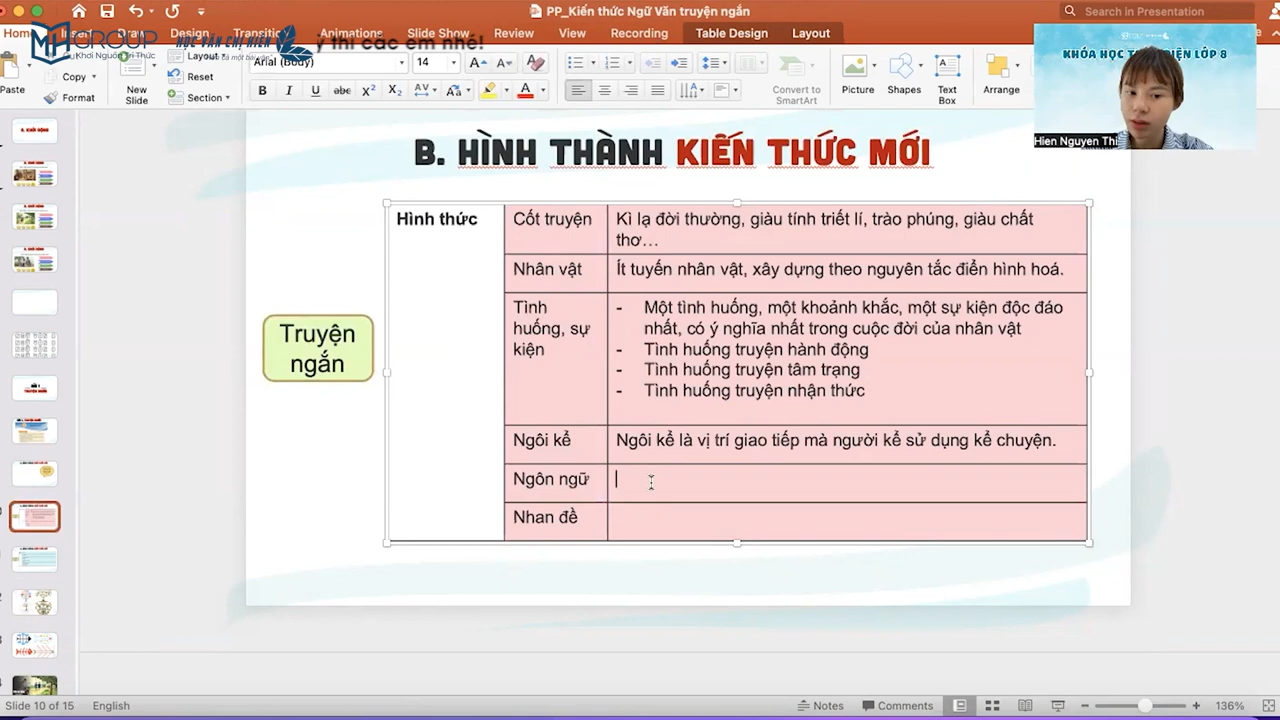 PP_Kiến thức Ngữ Văn truyện ngắn
Search in Presentation
Home Insert Draw Design Transitions Animations Slide Show Review View Recording Table Design Layout
MH GROUP
HỌC VĂN CHỊ HIÊN
ý thi các em nhé!
KHÓA HỌC
DIỆN LỚP 8
Hien Nguyen Thi
Paste
Copy
Format
New Slide
Layout
Reset
Section
Arial (Body)
14
Convert to SmartArt
Picture
Shapes
Text Box
Arrange
B. HÌNH THÀNH KIẾN THỨC MỚI
Truyện
ngắn
Hình thức
Cốt truyện
Kì lạ đời thường, giàu tính triết lí, trào phúng, giàu chất
thơ…
Nhân vật
Ít tuyến nhân vật, xây dựng theo nguyên tắc điển hình hoá.
Tình
huống, sự
kiện
- Một tình huống, một khoảnh khắc, một sự kiện độc đáo
nhất, có ý nghĩa nhất trong cuộc đời của nhân vật
- Tình huống truyện hành động
- Tình huống truyện tâm trạng
- Tình huống truyện nhận thức
Ngôi kể
Ngôi kể là vị trí giao tiếp mà người kể sử dụng kể chuyện.
Ngôn ngữ
Nhan đề
Slide 10 of 15
English
Notes
Comments
136%